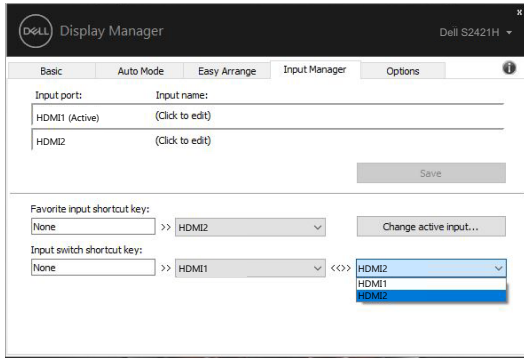 DELL Display Manager
Dell S2421H
x
Basic Auto Mode Easy Arrange Input Manager Options i
Input port: Input name:
HDMI1 (Active) (Click to edit)
HDMI2 (Click to edit)
Save
Favorite input shortcut key:
None >> HDMI2 Change active input...
Input switch shortcut key:
None >> HDMI1 <<>> HDMI2
HDMI1
HDMI2